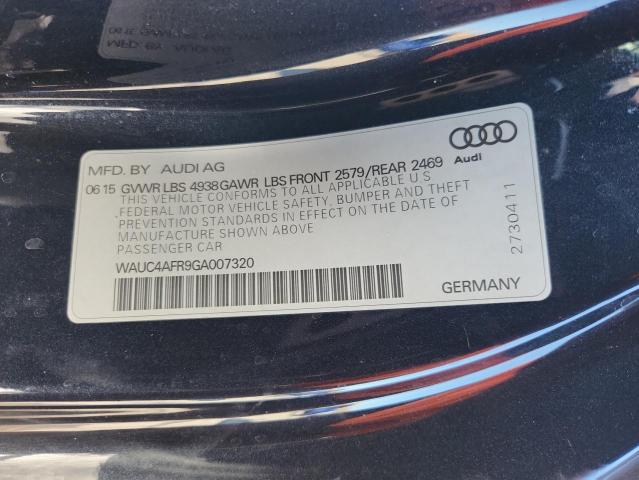 MFD. BY AUDI AG
06 15 GVWR LBS 4938 GAWR LBS FRONT 2579/REAR 2469
THIS VEHICLE CONFORMS TO ALL APPLICABLE U S
FEDERAL MOTOR VEHICLE SAFETY, BUMPER AND THEFT
PREVENTION STANDARDS IN EFFECT ON THE DATE OF
MANUFACTURE SHOWN ABOVE
PASSENGER CAR
WAUC4AFR9GA007320
Audi
2730411
GERMANY